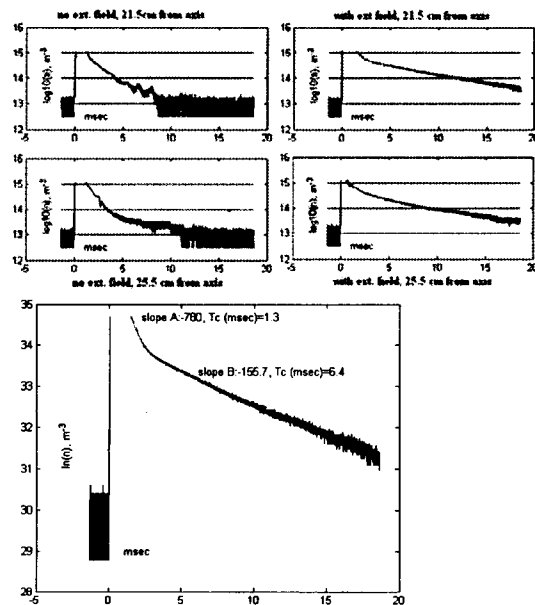 no ext. field, 21.5cm from axis
with ext. field, 21.5 cm from axis
16
15
14
13
12
log10(n), m-3
msec
-5 0 5 10 15 20
16
15
14
13
12
log10(n), m-3
msec
-5 0 5 10 15 20
16
15
14
13
12
log10(n), m-3
msec
-5 0 5 10 15 20
16
15
14
13
12
log10(n), m-3
msec
-5 0 5 10 15 20
no ext. field, 25.5 cm from axis
with ext. field, 25.5 cm from axis
35
34
33
32
31
30
29
28
ln(n), m-3
slope A:-780, Tc (msec)=1.3
slope B:-155.7, Tc (msec)=6.4
msec
-5 0 5 10 15 20